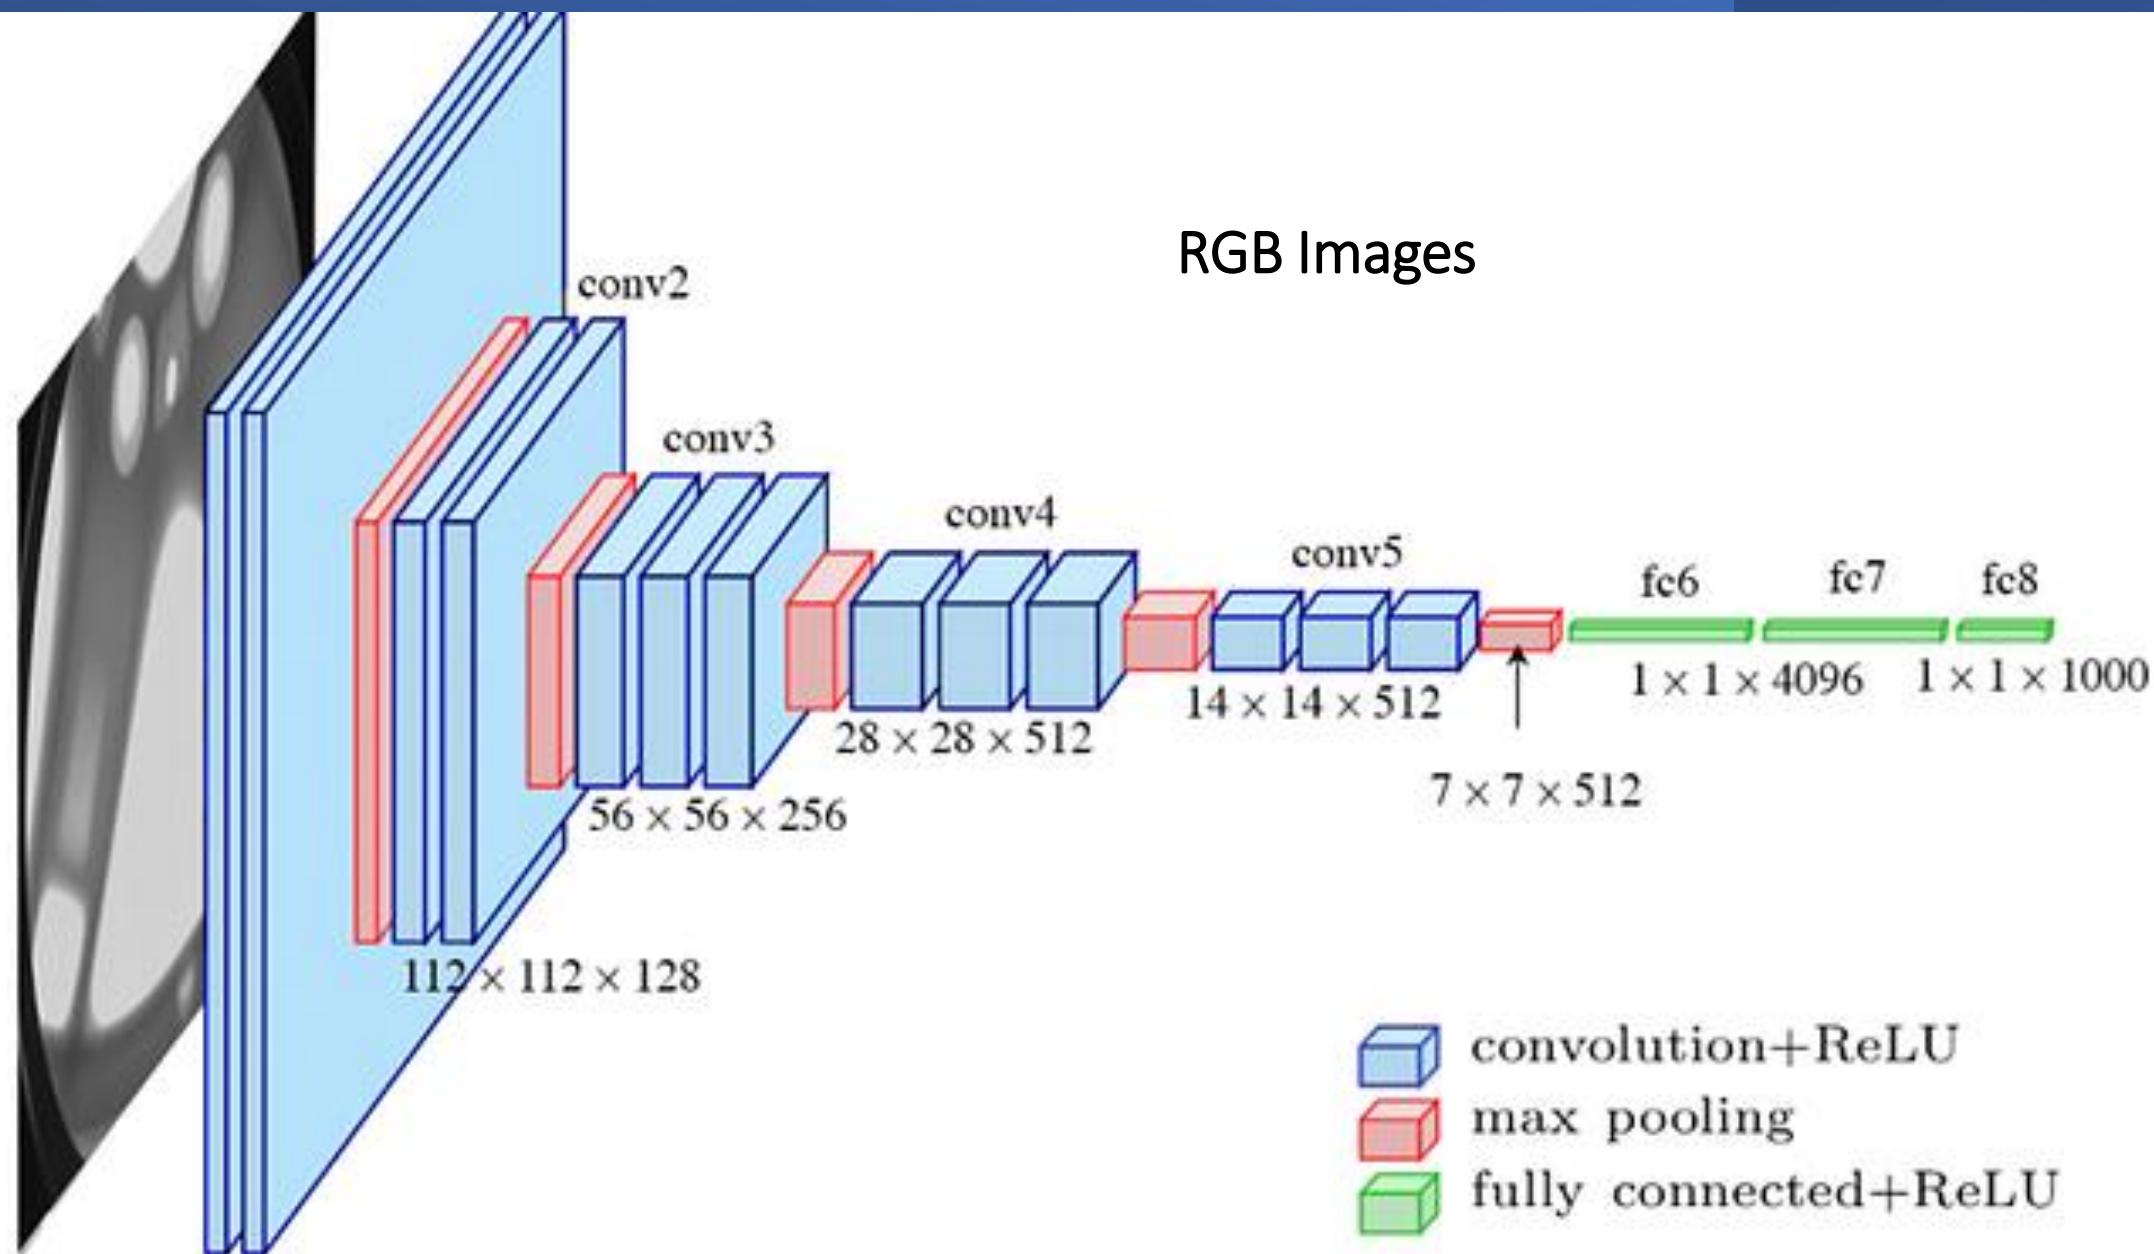 RGB Images
conv2
conv3
conv4
conv5
fc6
fc7
fc8
1 × 1 × 4096
1 × 1 × 1000
14 × 14 × 512
28 × 28 × 512
7 × 7 × 512
56 × 56 × 256
112 × 112 × 128
convolution+ReLU
max pooling
fully connected+ReLU